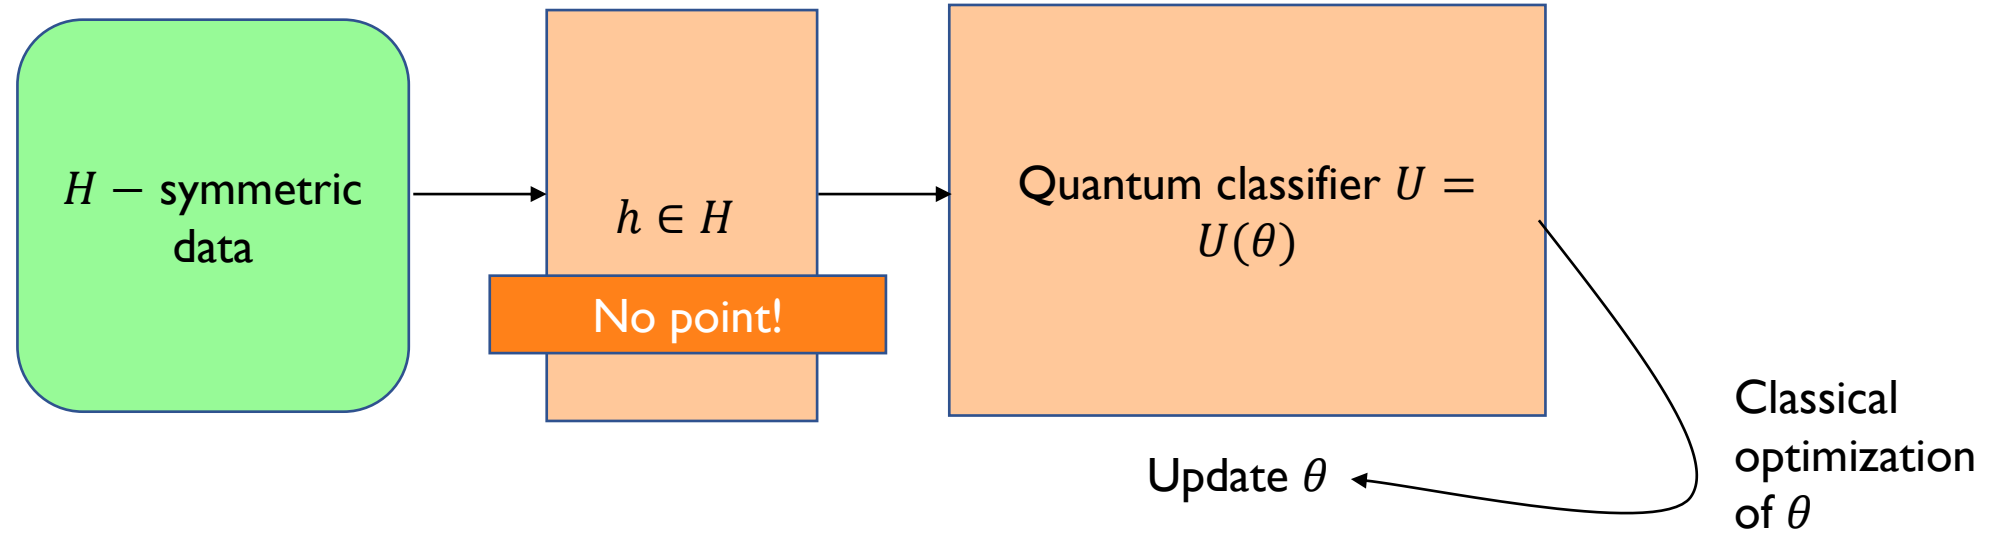 H − symmetric
data
h ∈ H
No point!
Quantum classifier U =
U(θ)
Classical
optimization
of θ
Update θ